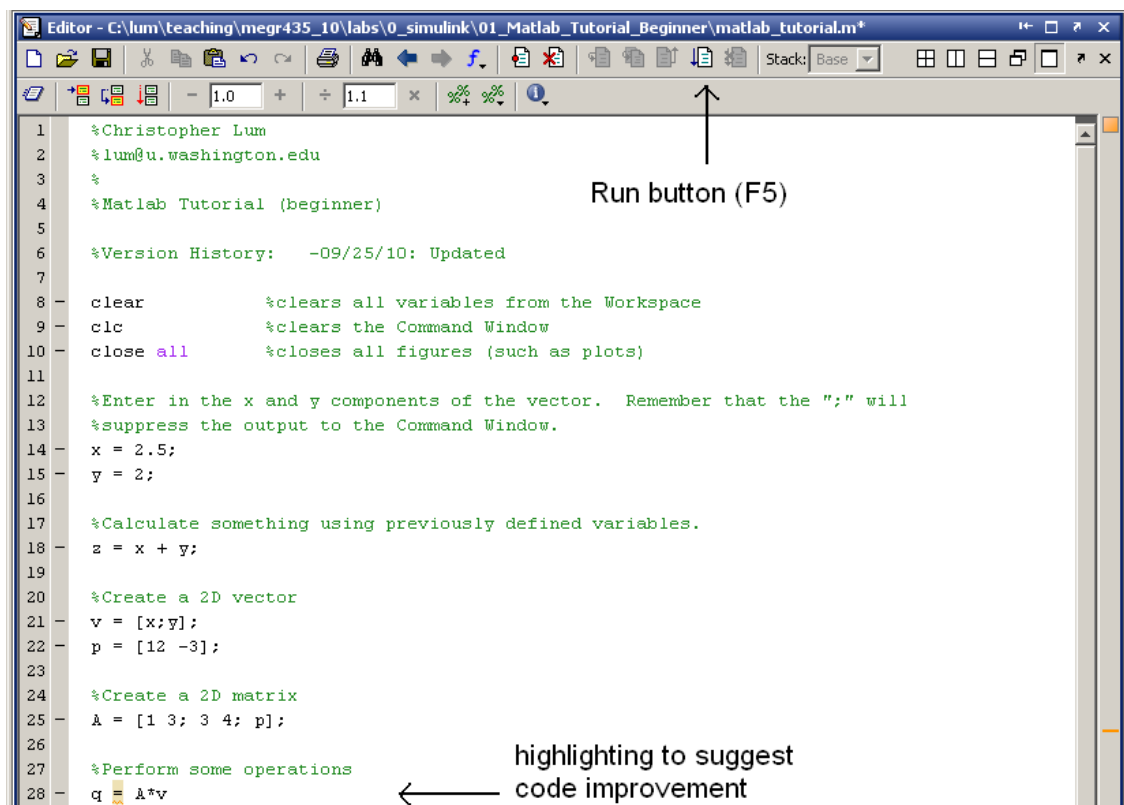 Editor - C:\lum\teaching\megr435_10\labs\0_simulink\01_Matlab_Tutorial_Beginner\matlab_tutorial.m*
Stack: Base
- 1.0 + ÷ 1.1 ×
Run button (F5)
1 %Christopher Lum
2 %lum@u.washington.edu
3 %
4 %Matlab Tutorial (beginner)
5
6 %Version History: -09/25/10: Updated
7
8 - clear %clears all variables from the Workspace
9 - clc %clears the Command Window
10 - close all %closes all figures (such as plots)
11
12 %Enter in the x and y components of the vector. Remember that the ";" will
13 %suppress the output to the Command Window.
14 - x = 2.5;
15 - y = 2;
16
17 %Calculate something using previously defined variables.
18 - z = x + y;
19
20 %Create a 2D vector
21 - v = [x;y];
22 - p = [12 -3];
23
24 %Create a 2D matrix
25 - A = [1 3; 3 4; p];
26
27 %Perform some operations
28 - q = A*v
highlighting to suggest
code improvement